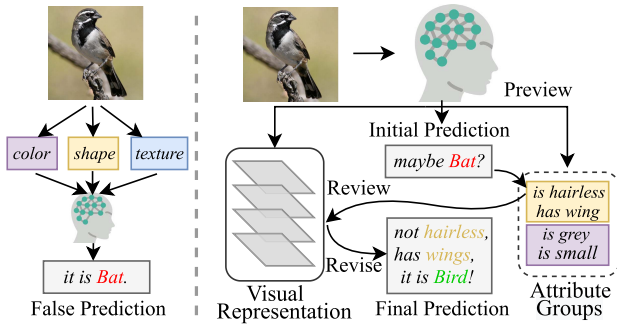 color
shape
texture
it is Bat.
False Prediction
Preview
Initial Prediction
maybe Bat?
Review
is hairless
has wing
is grey
is small
Attribute
Groups
not hairless,
has wings,
it is Bird!
Revise
Visual
Representation
Final Prediction